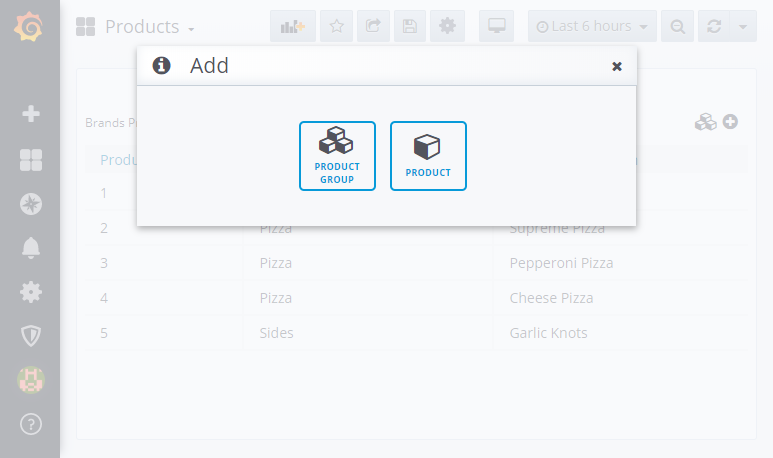 Products
Last 6 hours
Add
Brands P
PRODUCT
GROUP
PRODUCT
Produ
1
2 Pizza Supreme Pizza
3 Pizza Pepperoni Pizza
4 Pizza Cheese Pizza
5 Sides Garlic Knots